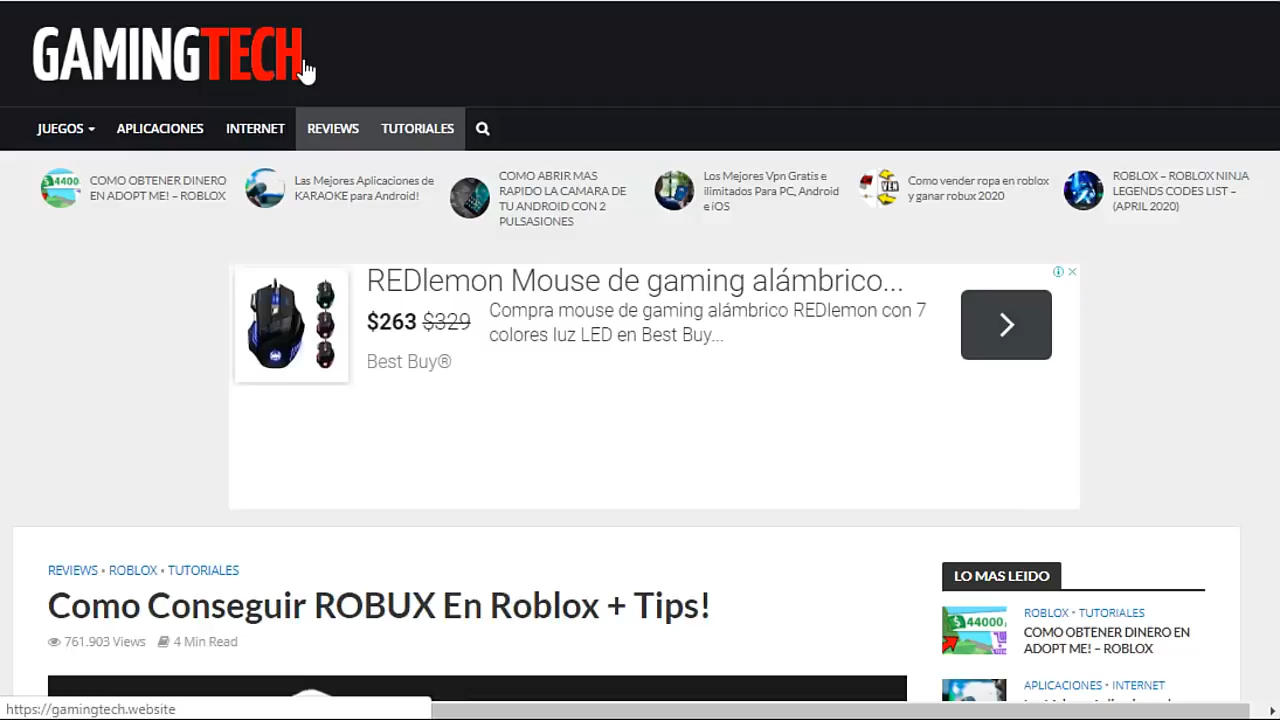 GAMINGTECH
JUEGOS
APLICACIONES
INTERNET
REVIEWS
TUTORIALES
4400
COMO OBTENER DINERO
EN ADOPT ME! – ROBLOX
Las Mejores Aplicaciones de
KARAOKE para Android!
COMO ABRIR MAS
RAPIDO LA CAMARA DE
TU ANDROID CON 2
PULSASIONES
Los Mejores Vpn Gratis e
ilimitados Para PC, Android
e iOS
VEN
Como vender ropa en roblox
y ganar robux 2020
ROBLOX – ROBLOX NINJA
LEGENDS CODES LIST –
(APRIL 2020)
REDlemon Mouse de gaming alámbrico...
$263 $329
Compra mouse de gaming alámbrico REDlemon con 7
colores luz LED en Best Buy...
Best Buy®
REVIEWS • ROBLOX • TUTORIALES
Como Conseguir ROBUX En Roblox + Tips!
761.903 Views
4 Min Read
LO MAS LEIDO
$44000
ROBLOX • TUTORIALES
COMO OBTENER DINERO EN
ADOPT ME! – ROBLOX
APLICACIONES • INTERNET
https://gamingtech.website